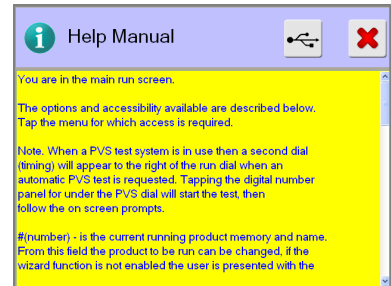 Help Manual
You are in the main run screen.
The options and accessibility available are described below.
Tap the menu for which access is required.
Note. When a PVS test system is in use then a second dial
(timing) will appear to the right of the run dial when an
automatic PVS test is requested. Tapping the digital number
panel for under the PVS dial will start the test, then
follow the on screen prompts.
#(number) - is the current running product memory and name.
From this field the product to be run can be changed, if the
wizard function is not enabled the user is presented with the